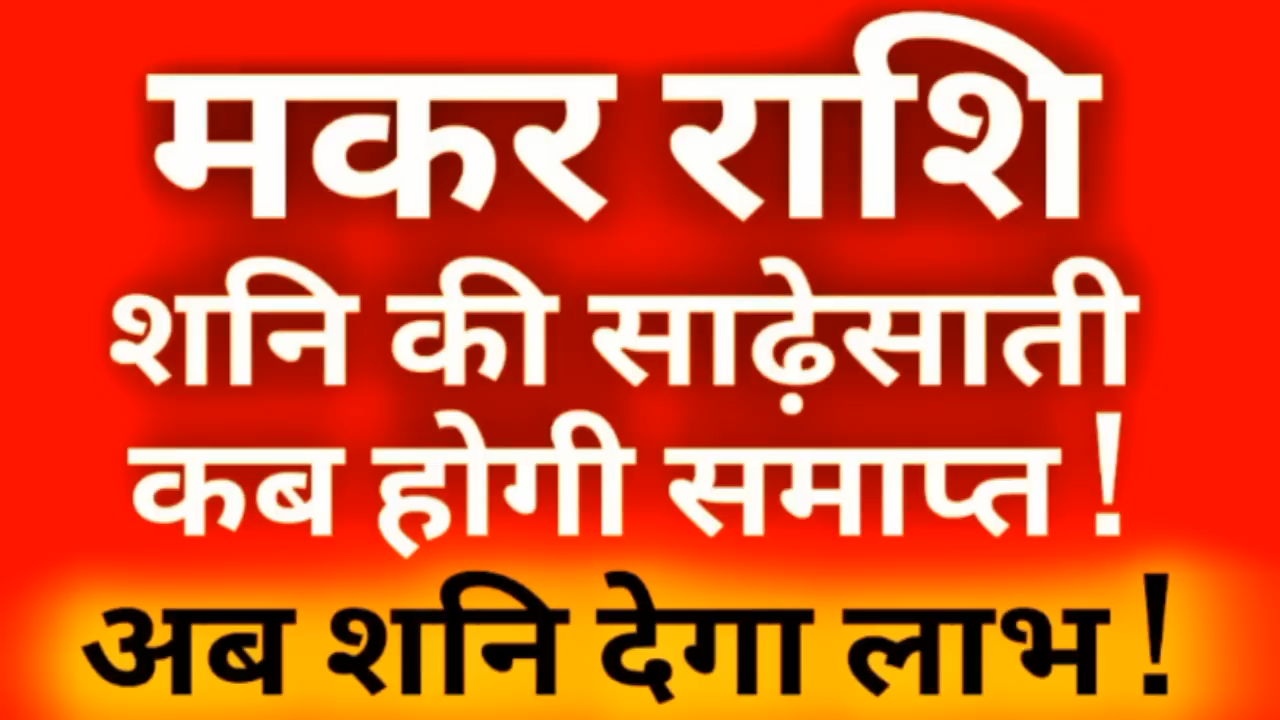 मकर राशि
शनि की साढ़ेसाती
कब होगी समाप्त !
अब शनि देगा लाभ !